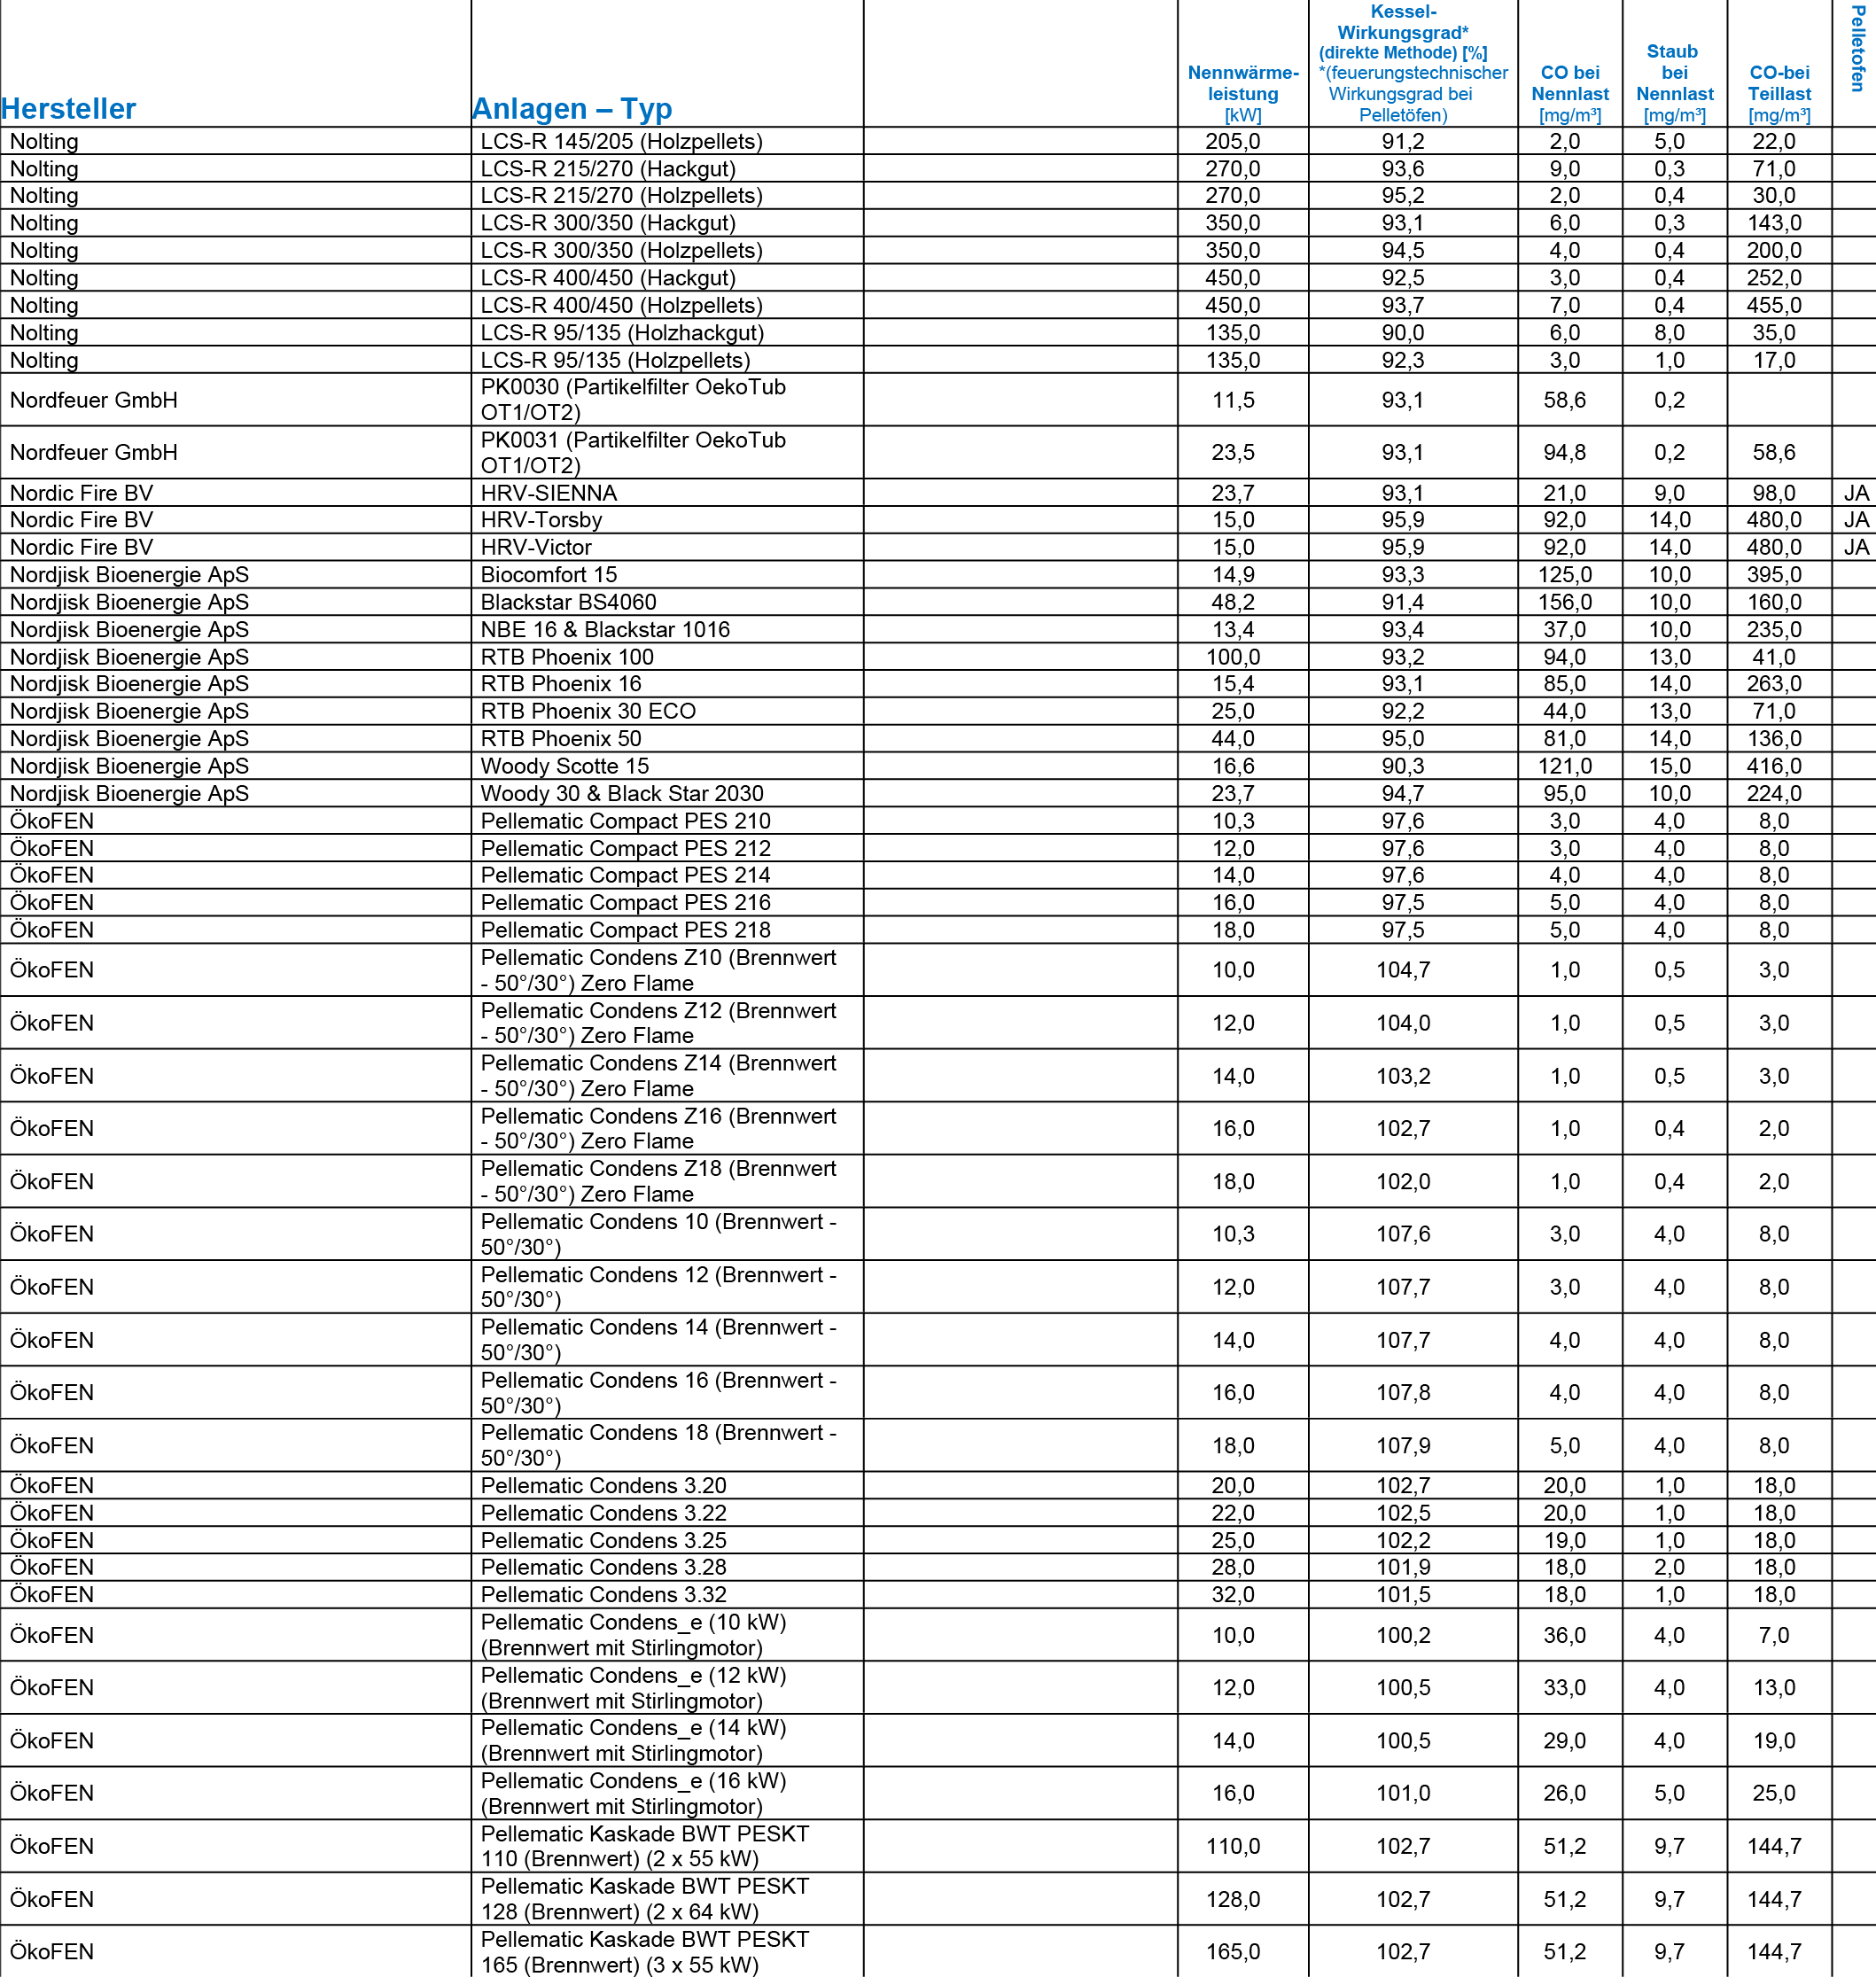 Hersteller
Anlagen – Typ
Nennwärme-
leistung
[kW]
Kessel-
Wirkungsgrad*
(direkte Methode) [%]
*(feuerungstechnischer
Wirkungsgrad bei
Pelletöfen)
CO bei
Nennlast
[mg/m³]
Staub
bei
Nennlast
[mg/m³]
CO-bei
Teillast
[mg/m³]
Pelletofen
Nolting LCS-R 145/205 (Holzpellets) 205,0 91,2 2,0 5,0 22,0
Nolting LCS-R 215/270 (Hackgut) 270,0 93,6 9,0 0,3 71,0
Nolting LCS-R 215/270 (Holzpellets) 270,0 95,2 2,0 0,4 30,0
Nolting LCS-R 300/350 (Hackgut) 350,0 93,1 6,0 0,3 143,0
Nolting LCS-R 300/350 (Holzpellets) 350,0 94,5 4,0 0,4 200,0
Nolting LCS-R 400/450 (Hackgut) 450,0 92,5 3,0 0,4 252,0
Nolting LCS-R 400/450 (Holzpellets) 450,0 93,7 7,0 0,4 455,0
Nolting LCS-R 95/135 (Holzhackgut) 135,0 90,0 6,0 8,0 35,0
Nolting LCS-R 95/135 (Holzpellets) 135,0 92,3 3,0 1,0 17,0
Nordfeuer GmbH PK0030 (Partikelfilter OekoTub
OT1/OT2) 11,5 93,1 58,6 0,2
Nordfeuer GmbH PK0031 (Partikelfilter OekoTub
OT1/OT2) 23,5 93,1 94,8 0,2 58,6
Nordic Fire BV HRV-SIENNA 23,7 93,1 21,0 9,0 98,0 JA
Nordic Fire BV HRV-Torsby 15,0 95,9 92,0 14,0 480,0 JA
Nordic Fire BV HRV-Victor 15,0 95,9 92,0 14,0 480,0 JA
Nordjisk Bioenergie ApS Biocomfort 15 14,9 93,3 125,0 10,0 395,0
Nordjisk Bioenergie ApS Blackstar BS4060 48,2 91,4 156,0 10,0 160,0
Nordjisk Bioenergie ApS NBE 16 & Blackstar 1016 13,4 93,4 37,0 10,0 235,0
Nordjisk Bioenergie ApS RTB Phoenix 100 100,0 93,2 94,0 13,0 41,0
Nordjisk Bioenergie ApS RTB Phoenix 16 15,4 93,1 85,0 14,0 263,0
Nordjisk Bioenergie ApS RTB Phoenix 30 ECO 25,0 92,2 44,0 13,0 71,0
Nordjisk Bioenergie ApS RTB Phoenix 50 44,0 95,0 81,0 14,0 136,0
Nordjisk Bioenergie ApS Woody Scotte 15 16,6 90,3 121,0 15,0 416,0
Nordjisk Bioenergie ApS Woody 30 & Black Star 2030 23,7 94,7 95,0 10,0 224,0
ÖkoFEN Pellematic Compact PES 210 10,3 97,6 3,0 4,0 8,0
ÖkoFEN Pellematic Compact PES 212 12,0 97,6 3,0 4,0 8,0
ÖkoFEN Pellematic Compact PES 214 14,0 97,6 4,0 4,0 8,0
ÖkoFEN Pellematic Compact PES 216 16,0 97,5 5,0 4,0 8,0
ÖkoFEN Pellematic Compact PES 218 18,0 97,5 5,0 4,0 8,0
ÖkoFEN Pellematic Condens Z10 (Brennwert
- 50°/30°) Zero Flame 10,0 104,7 1,0 0,5 3,0
ÖkoFEN Pellematic Condens Z12 (Brennwert
- 50°/30°) Zero Flame 12,0 104,0 1,0 0,5 3,0
ÖkoFEN Pellematic Condens Z14 (Brennwert
- 50°/30°) Zero Flame 14,0 103,2 1,0 0,5 3,0
ÖkoFEN Pellematic Condens Z16 (Brennwert
- 50°/30°) Zero Flame 16,0 102,7 1,0 0,4 2,0
ÖkoFEN Pellematic Condens Z18 (Brennwert
- 50°/30°) Zero Flame 18,0 102,0 1,0 0,4 2,0
ÖkoFEN Pellematic Condens 10 (Brennwert -
50°/30°) 10,3 107,6 3,0 4,0 8,0
ÖkoFEN Pellematic Condens 12 (Brennwert -
50°/30°) 12,0 107,7 3,0 4,0 8,0
ÖkoFEN Pellematic Condens 14 (Brennwert -
50°/30°) 14,0 107,7 4,0 4,0 8,0
ÖkoFEN Pellematic Condens 16 (Brennwert -
50°/30°) 16,0 107,8 4,0 4,0 8,0
ÖkoFEN Pellematic Condens 18 (Brennwert -
50°/30°) 18,0 107,9 5,0 4,0 8,0
ÖkoFEN Pellematic Condens 3.20 20,0 102,7 20,0 1,0 18,0
ÖkoFEN Pellematic Condens 3.22 22,0 102,5 20,0 1,0 18,0
ÖkoFEN Pellematic Condens 3.25 25,0 102,2 19,0 1,0 18,0
ÖkoFEN Pellematic Condens 3.28 28,0 101,9 18,0 2,0 18,0
ÖkoFEN Pellematic Condens 3.32 32,0 101,5 18,0 1,0 18,0
ÖkoFEN Pellematic Condens_e (10 kW)
(Brennwert mit Stirlingmotor) 10,0 100,2 36,0 4,0 7,0
ÖkoFEN Pellematic Condens_e (12 kW)
(Brennwert mit Stirlingmotor) 12,0 100,5 33,0 4,0 13,0
ÖkoFEN Pellematic Condens_e (14 kW)
(Brennwert mit Stirlingmotor) 14,0 100,5 29,0 4,0 19,0
ÖkoFEN Pellematic Condens_e (16 kW)
(Brennwert mit Stirlingmotor) 16,0 101,0 26,0 5,0 25,0
ÖkoFEN Pellematic Kaskade BWT PESKT
110 (Brennwert) (2 x 55 kW) 110,0 102,7 51,2 9,7 144,7
ÖkoFEN Pellematic Kaskade BWT PESKT
128 (Brennwert) (2 x 64 kW) 128,0 102,7 51,2 9,7 144,7
ÖkoFEN Pellematic Kaskade BWT PESKT
165 (Brennwert) (3 x 55 kW) 165,0 102,7 51,2 9,7 144,7